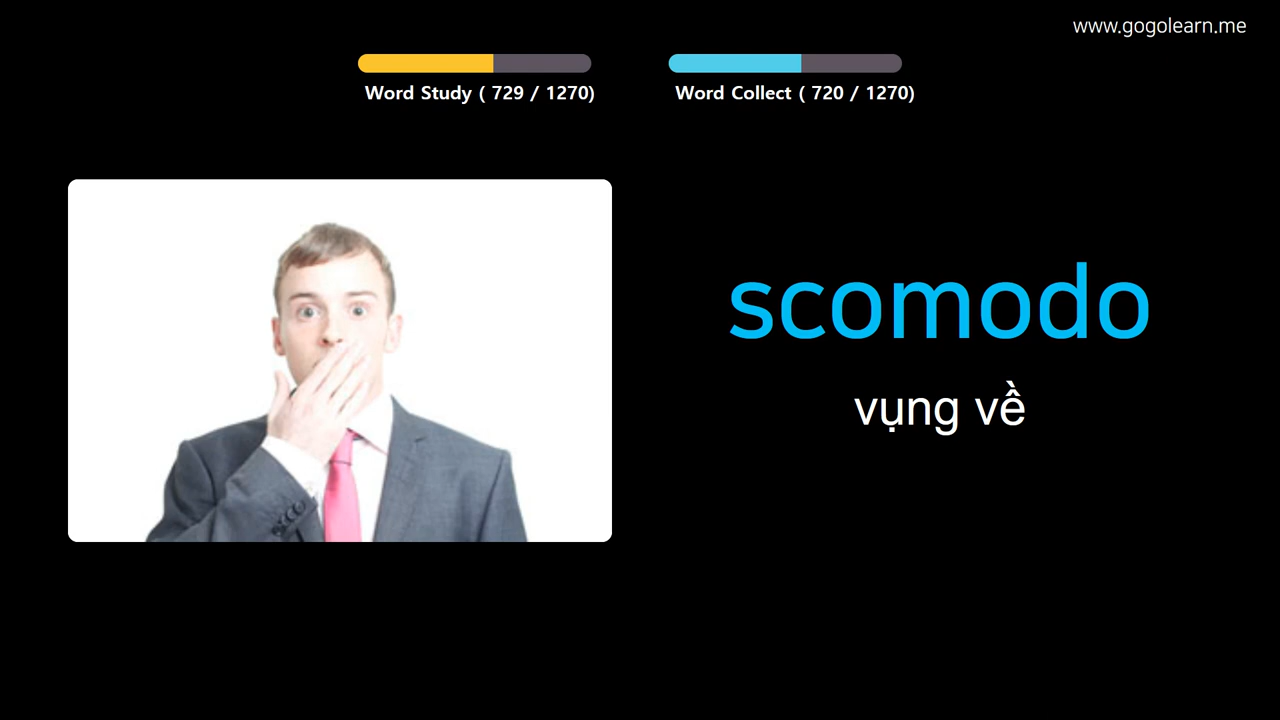 www.gogolearn.me
Word Study ( 729 / 1270)
Word Collect ( 720 / 1270)
scomodo
vụng về